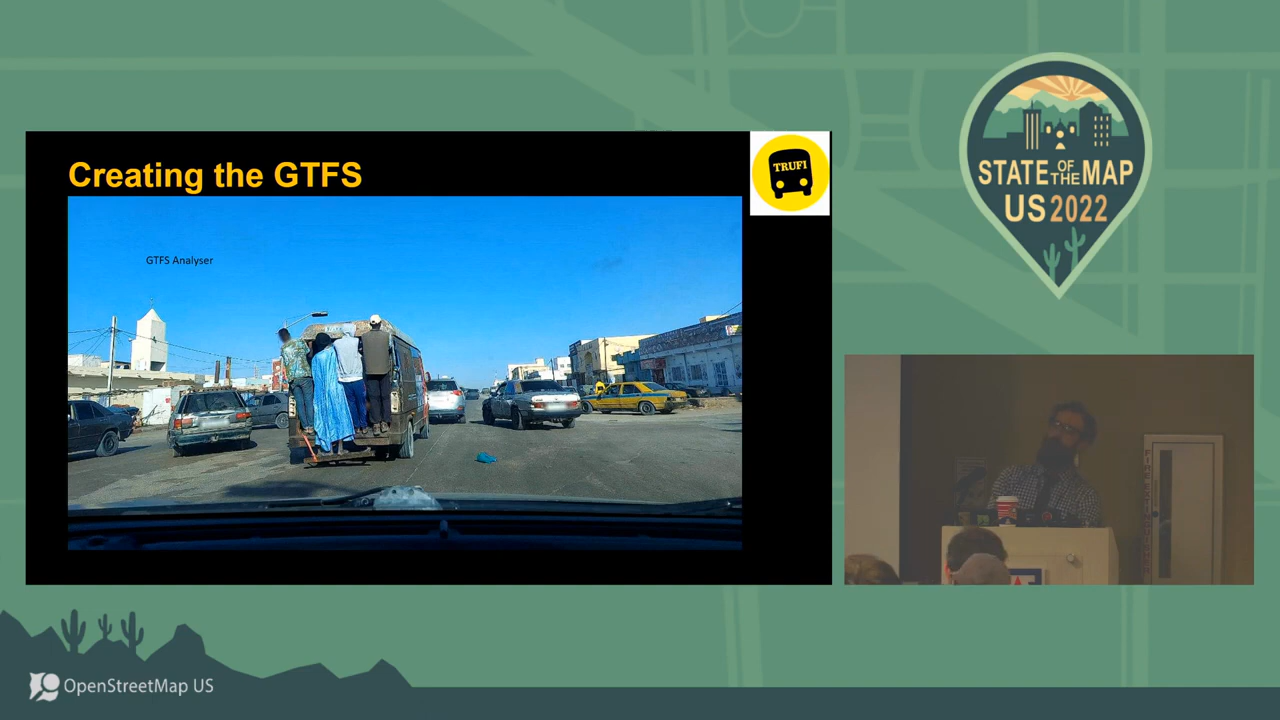 Creating the GTFS
TRUFI
GTFS Analyser
STATE OF THE MAP
US 2022
OpenStreetMap US